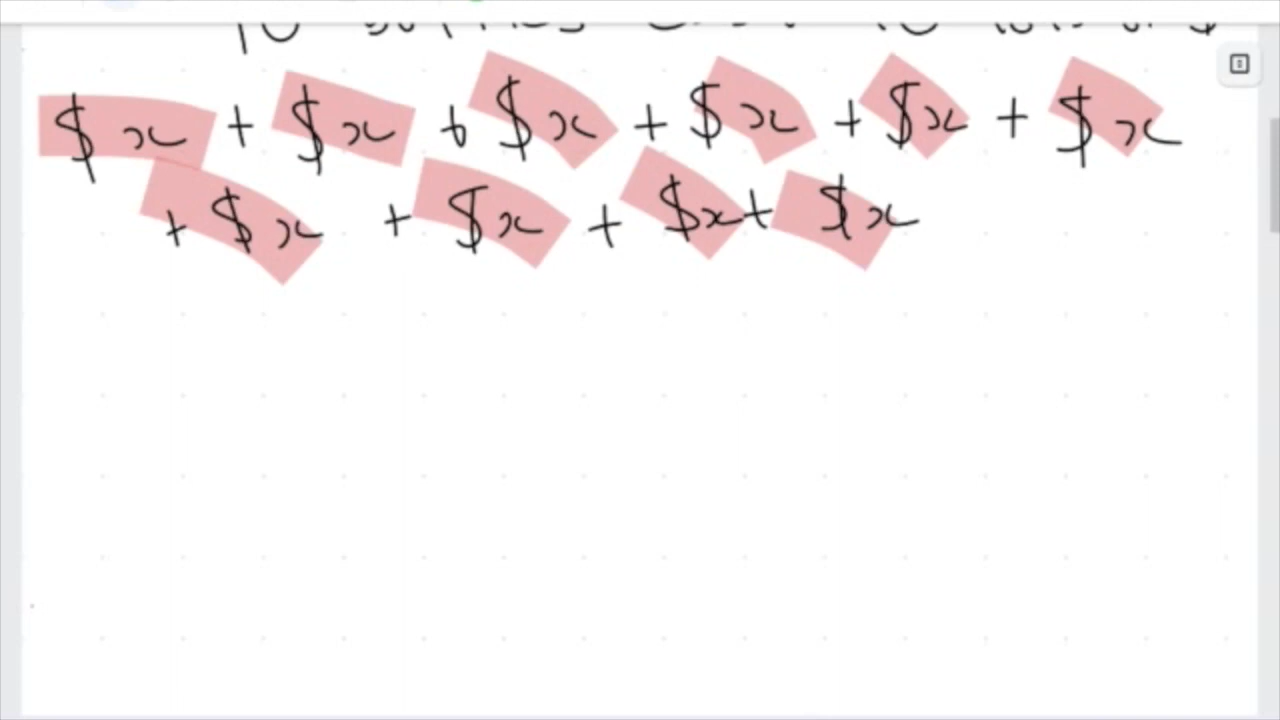 $x + $x + $x + $x + $x + $x
+ $x + $x + $x + $x